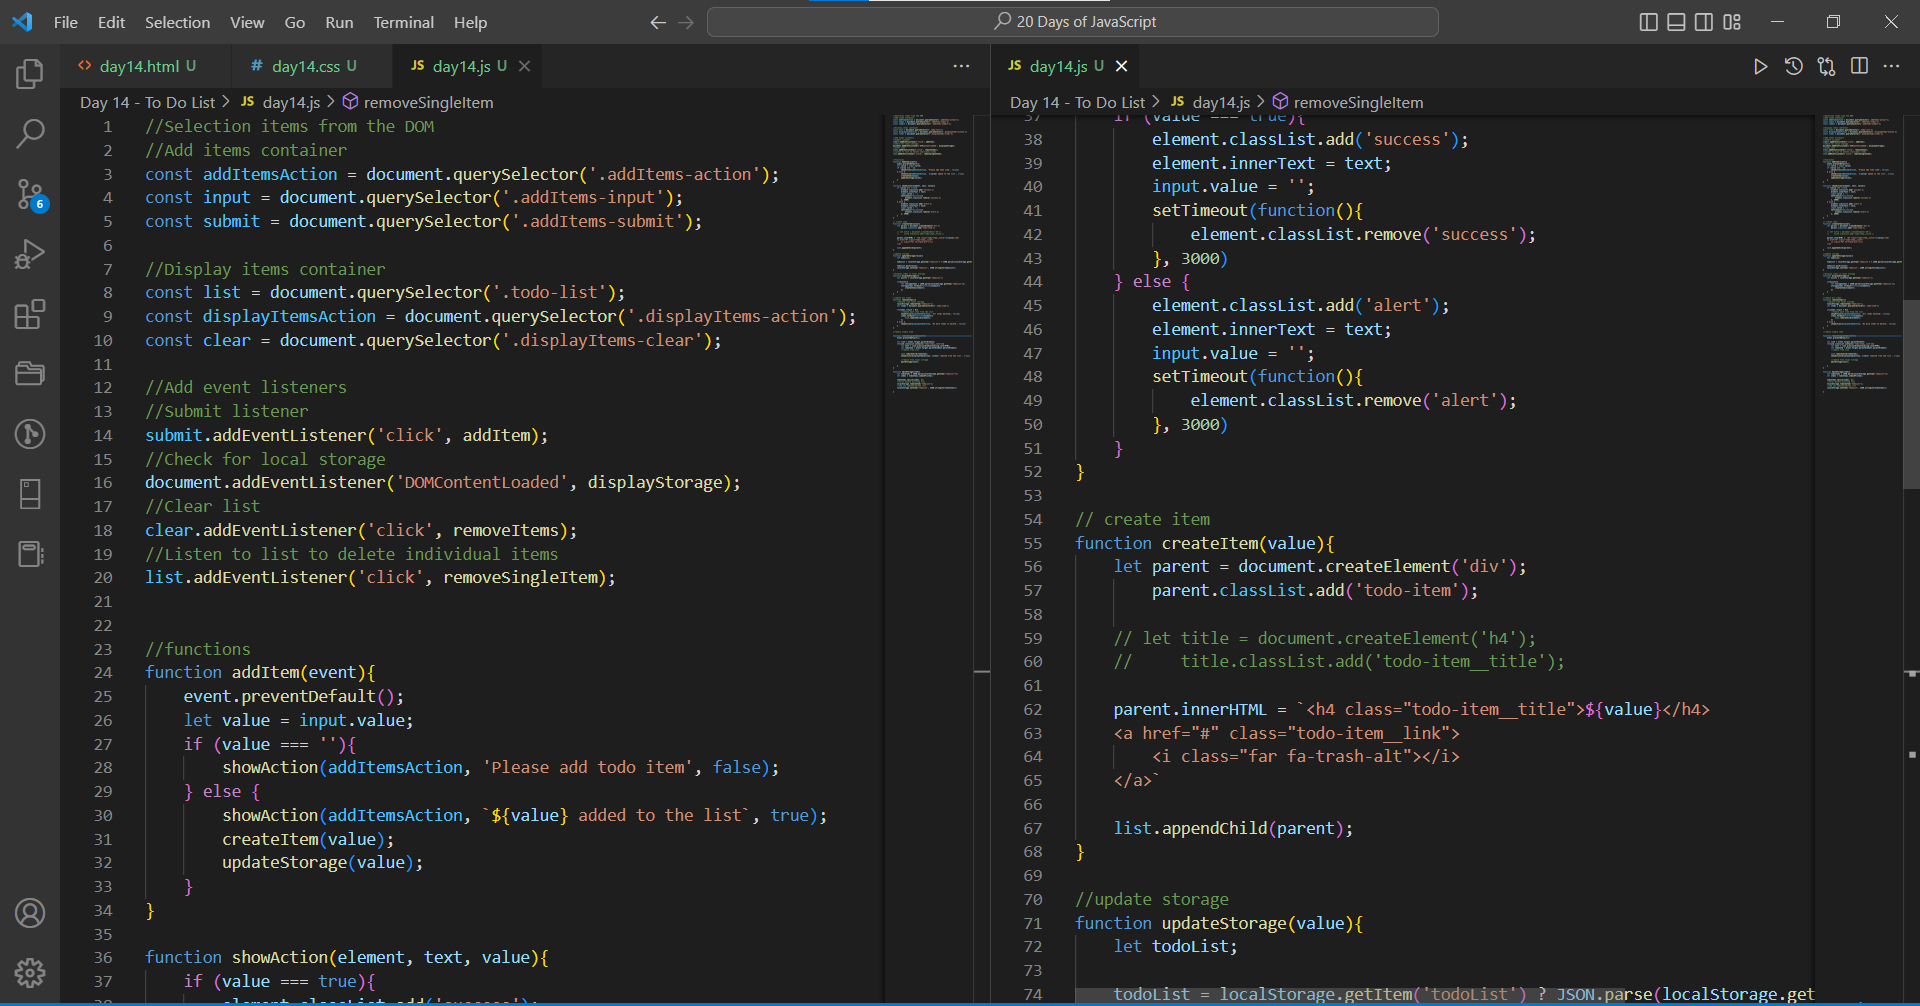 File Edit Selection View Go Run Terminal Help
20 Days of JavaScript
day14.html U
# day14.css U
JS day14.js U
JS day14.js U
Day 14 - To Do List > JS day14.js > removeSingleItem
6
1 //Selection items from the DOM
2 //Add items container
3 const addItemsAction = document.querySelector('.addItems-action');
4 const input = document.querySelector('.addItems-input');
5 const submit = document.querySelector('.addItems-submit');
6
7 //Display items container
8 const list = document.querySelector('.todo-list');
9 const displayItemsAction = document.querySelector('.displayItems-action');
10 const clear = document.querySelector('.displayItems-clear');
11
12 //Add event listeners
13 //Submit listener
14 submit.addEventListener('click', addItem);
15 //Check for local storage
16 document.addEventListener('DOMContentLoaded', displayStorage);
17 //Clear list
18 clear.addEventListener('click', removeItems);
19 //Listen to list to delete individual items
20 list.addEventListener('click', removeSingleItem);
21
22
23 //functions
24 function addItem(event){
25 event.preventDefault();
26 let value = input.value;
27 if (value === ''){
28 showAction(addItemsAction, 'Please add todo item', false);
29 } else {
30 showAction(addItemsAction, `${value} added to the list`, true);
31 createItem(value);
32 updateStorage(value);
33 }
34 }
35
36 function showAction(element, text, value){
37 if (value === true){
38 element.classList.add('success');
Day 14 - To Do List > JS day14.js > removeSingleItem
37 if (value === true){
38 element.classList.add('success');
39 element.innerText = text;
40 input.value = '';
41 setTimeout(function(){
42 element.classList.remove('success');
43 }, 3000)
44 } else {
45 element.classList.add('alert');
46 element.innerText = text;
47 input.value = '';
48 setTimeout(function(){
49 element.classList.remove('alert');
50 }, 3000)
51 }
52 }
53
54 // create item
55 function createItem(value){
56 let parent = document.createElement('div');
57 parent.classList.add('todo-item');
58
59 // let title = document.createElement('h4');
60 // title.classList.add('todo-item__title');
61
62 parent.innerHTML = `<h4 class="todo-item__title">${value}</h4>
63 <a href="#" class="todo-item__link">
64 <i class="far fa-trash-alt"></i>
65 </a>`
66
67 list.appendChild(parent);
68 }
69
70 //update storage
71 function updateStorage(value){
72 let todoList;
73
74 todoList = localStorage.getItem('todoList') ? JSON.parse(localStorage.get